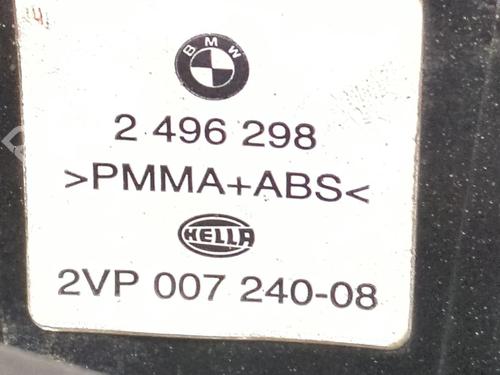 BMW
2 496 298
>PMMA+ABS<
HELLA
2VP 007 240-08